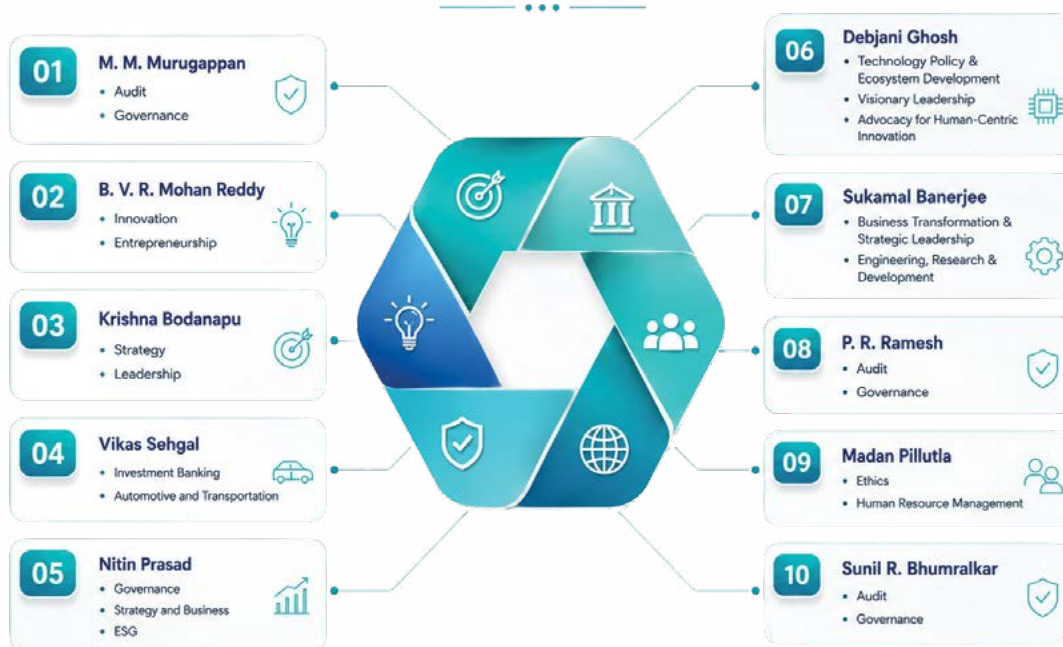 01
M. M. Murugappan
• Audit
• Governance
02
B. V. R. Mohan Reddy
• Innovation
• Entrepreneurship
03
Krishna Bodanapu
• Strategy
• Leadership
04
Vikas Sehgal
• Investment Banking
• Automotive and Transportation
05
Nitin Prasad
• Governance
• Strategy and Business
• ESG
06
Debjani Ghosh
• Technology Policy &
Ecosystem Development
• Visionary Leadership
• Advocacy for Human-Centric
Innovation
07
Sukamal Banerjee
• Business Transformation &
Strategic Leadership
• Engineering, Research &
Development
08
P. R. Ramesh
• Audit
• Governance
09
Madan Pillutla
• Ethics
• Human Resource Management
10
Sunil R. Bhumralkar
• Audit
• Governance